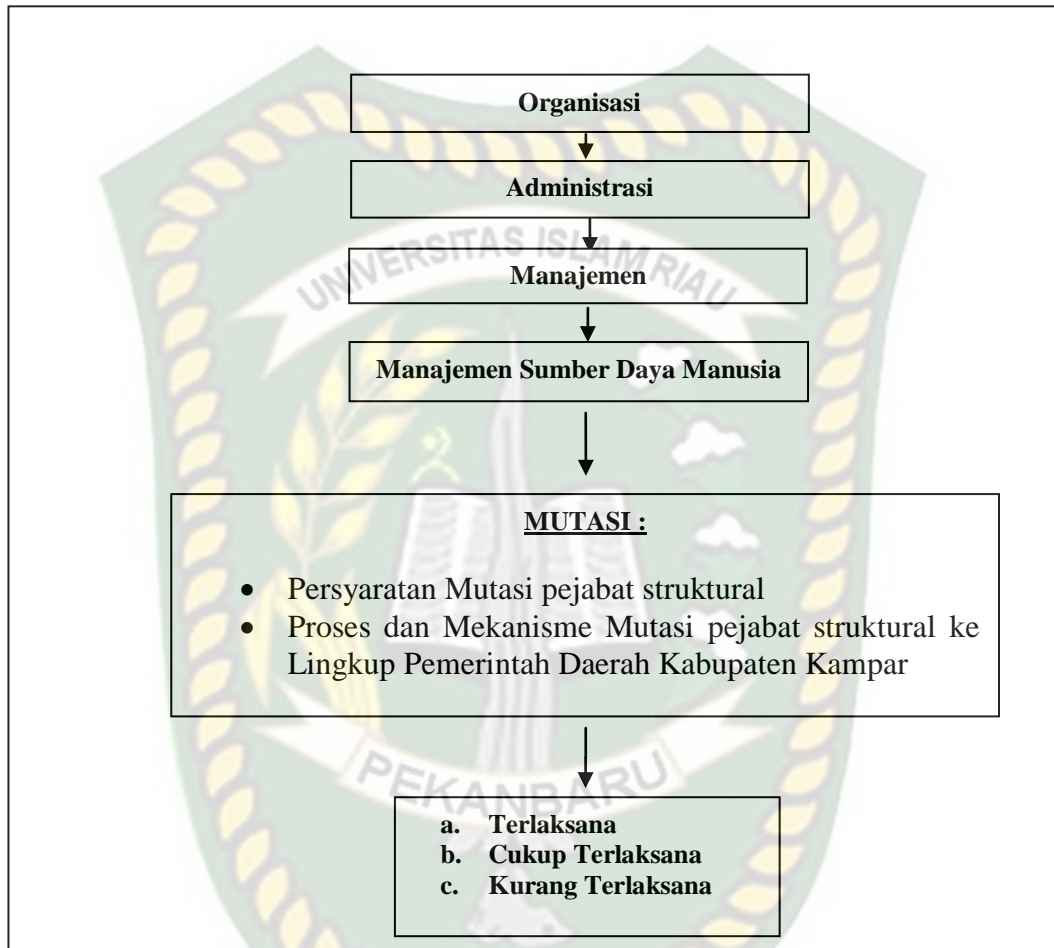 Organisasi
Administrasi
UNIVERSITAS ISLAM RIAU
Manajemen
Manajemen Sumber Daya Manusia
MUTASI :
• Persyaratan Mutasi pejabat struktural
• Proses dan Mekanisme Mutasi pejabat struktural ke
Lingkup Pemerintah Daerah Kabupaten Kampar
PEKANBARU
a. Terlaksana
b. Cukup Terlaksana
c. Kurang Terlaksana